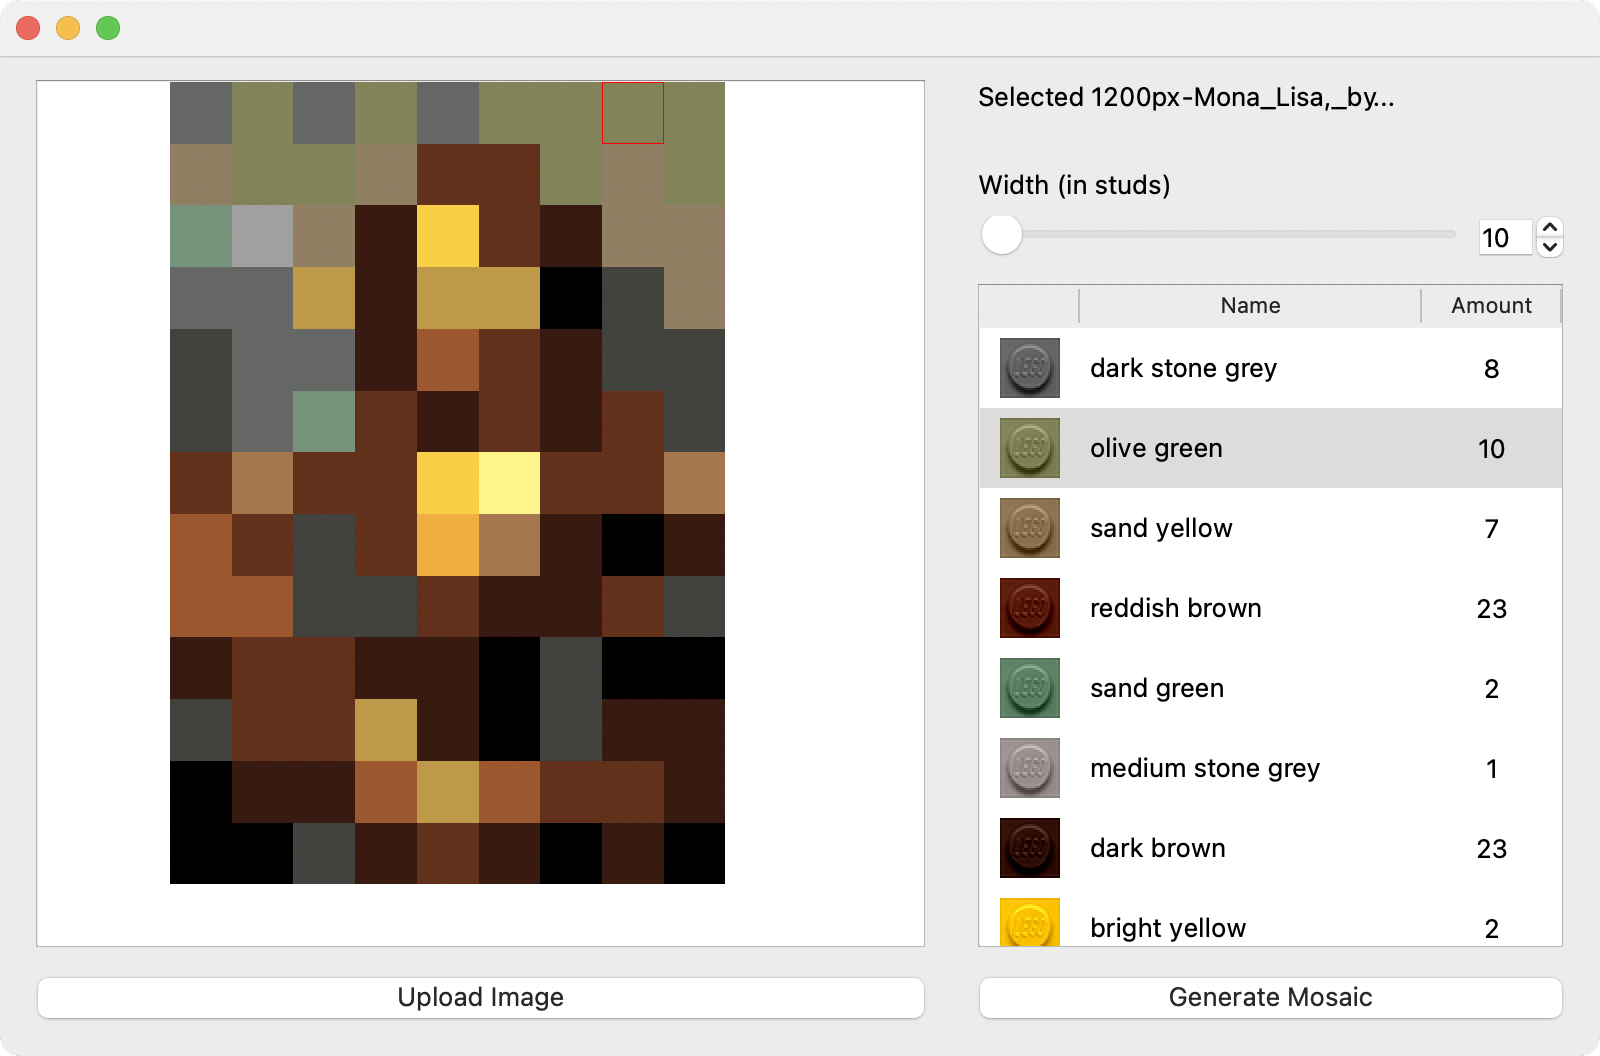 Selected 1200px-Mona_Lisa,_by...
Width (in studs)
10
Name Amount
LEGO dark stone grey 8
LEGO olive green 10
LEGO sand yellow 7
LEGO reddish brown 23
LEGO sand green 2
LEGO medium stone grey 1
LEGO dark brown 23
LEGO bright yellow 2
Upload Image Generate Mosaic